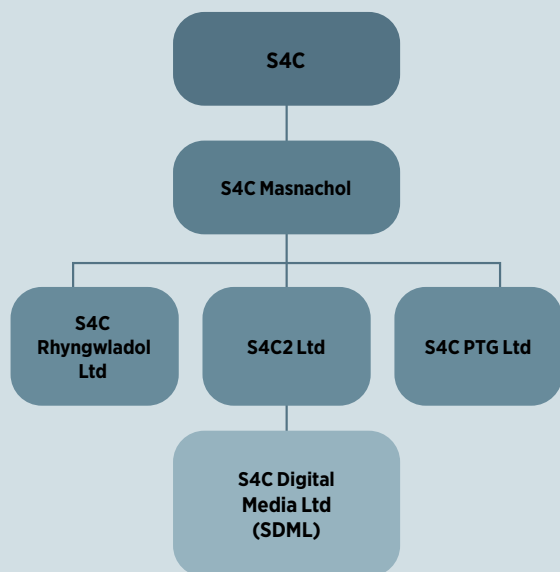 S4C
S4C Masnachol
S4C
Rhyngwladol
Ltd
S4C2 Ltd
S4C PTG Ltd
S4C Digital
Media Ltd
(SDML)